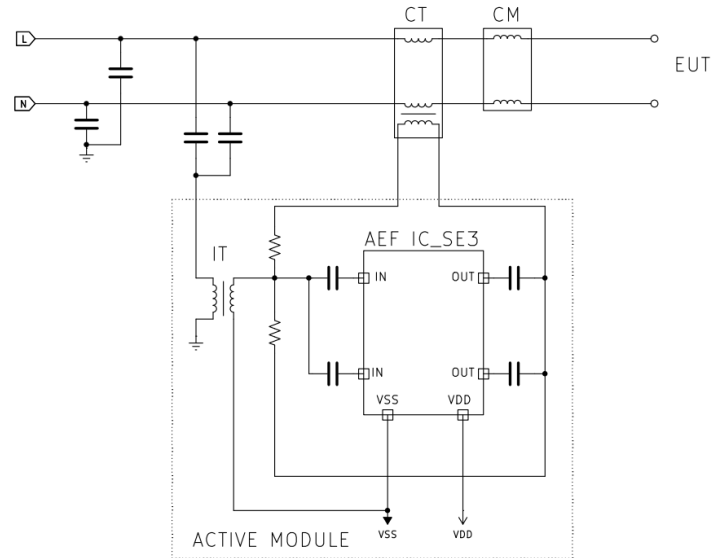 CT
CM
L
EUT
N
IT
AEF IC_SE3
IN
OUT
IN
OUT
VSS
VDD
VSS
VDD
ACTIVE MODULE